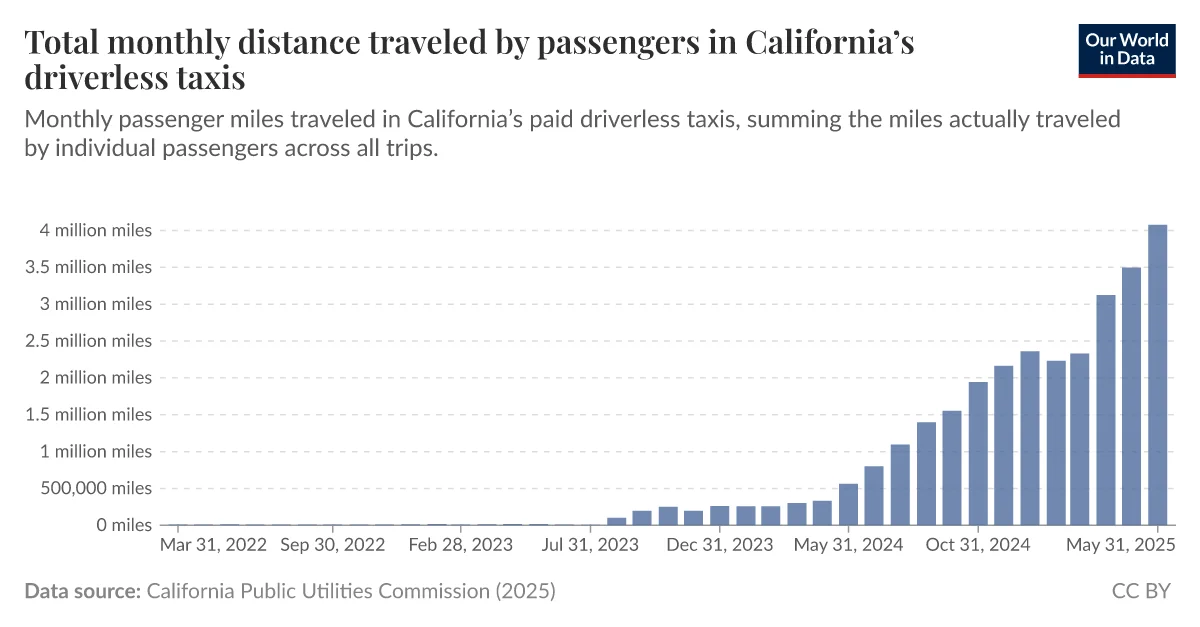 Total monthly distance traveled by passengers in California's
driverless taxis
Our World
in Data
Monthly passenger miles traveled in California's paid driverless taxis, summing the miles actually traveled
by individual passengers across all trips.
4 million miles
3.5 million miles
3 million miles
2.5 million miles
2 million miles
1.5 million miles
1 million miles
500,000 miles
0 miles
Mar 31, 2022 Sep 30, 2022 Feb 28, 2023 Jul 31, 2023 Dec 31, 2023 May 31, 2024 Oct 31, 2024 May 31, 2025
Data source: California Public Utilities Commission (2025)
CC BY